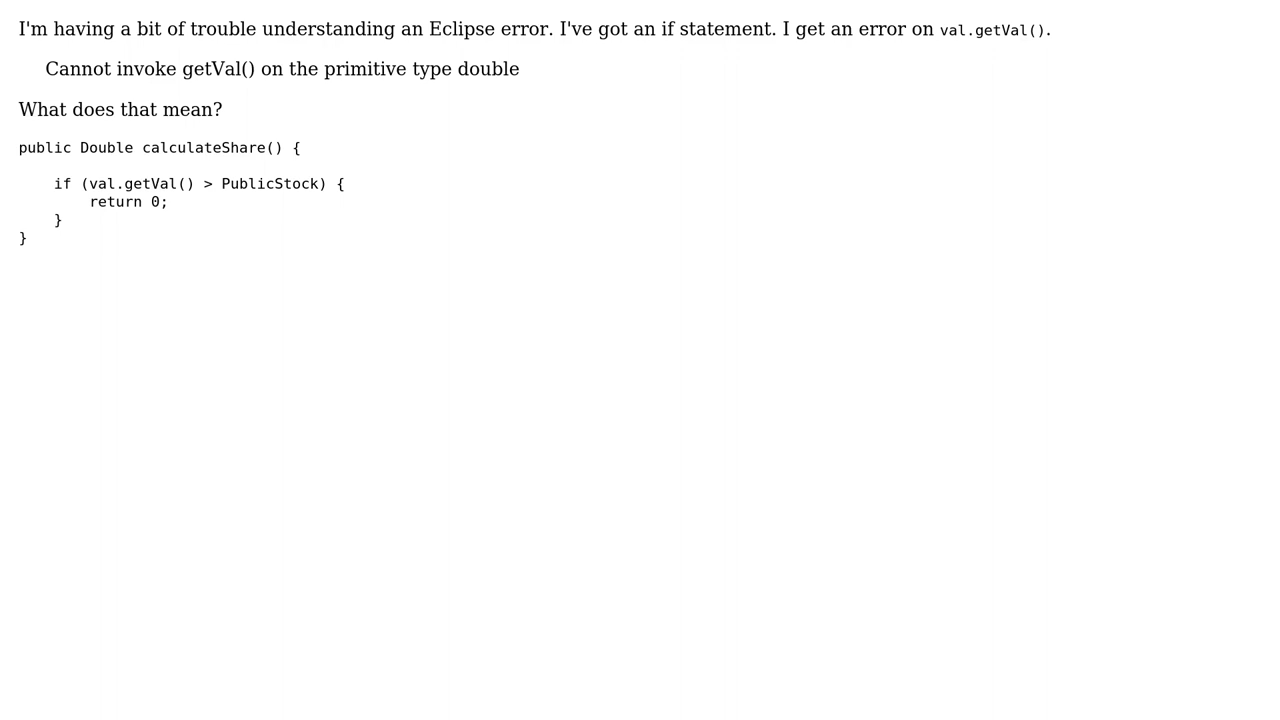 I'm having a bit of trouble understanding an Eclipse error. I've got an if statement. I get an error on val.getVal().
Cannot invoke getVal() on the primitive type double
What does that mean?
public Double calculateShare() {
    if (val.getVal() > PublicStock) {
        return 0;
    }
}